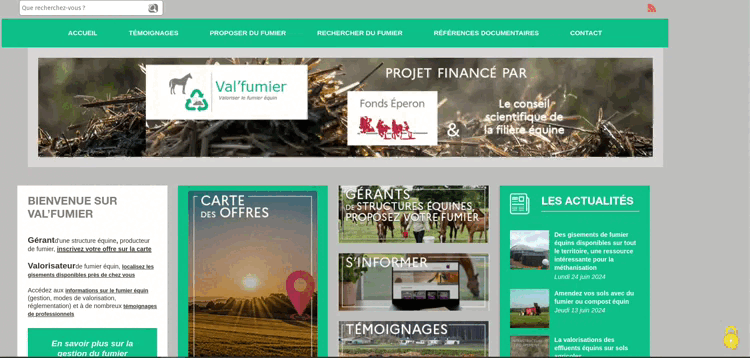 Que recherchez-vous ?
ACCUEIL
TÉMOIGNAGES
PROPOSER DU FUMIER
RECHERCHER DU FUMIER
RÉFÉRENCES DOCUMENTAIRES
CONTACT
Val'fumier
Valoriser le fumier équin
PROJET FINANCÉ PAR
Fonds Éperon
&
Le conseil
scientifique de
la filière équine
BIENVENUE SUR
VAL'FUMIER
Gérant d'une structure équine, producteur
de fumier, inscrivez votre offre sur la carte
Valorisateur de fumier équin, localisez les
gisements disponibles près de chez vous
Accédez aux informations sur le fumier équin
(gestion, modes de valorisation,
réglementation) et à de nombreux témoignages
de professionnels
En savoir plus sur la
gestion du fumier
CARTE
DES OFFRES
GÉRANTS
DE STRUCTURES ÉQUINES,
PROPOSEZ VOTRE FUMIER
S'INFORMER
TÉMOIGNAGES
LES ACTUALITÉS
Des gisements de fumier
équins disponibles sur tout
le territoire, une ressource
intéressante pour la
méthanisation
Lundi 24 juin 2024
Amendez vos sols avec du
fumier ou compost équin
Jeudi 13 juin 2024
La valorisations des
effluents équins sur sols
agricoles